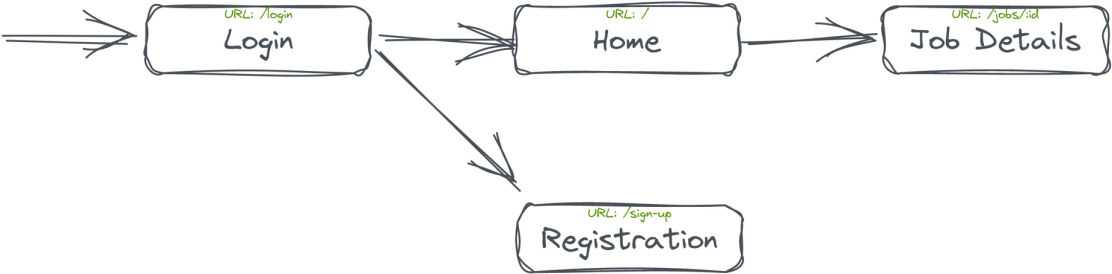 URL: /login
Login
URL: /
Home
URL: /jobs/:id
Job Details
URL: /sign-up
Registration